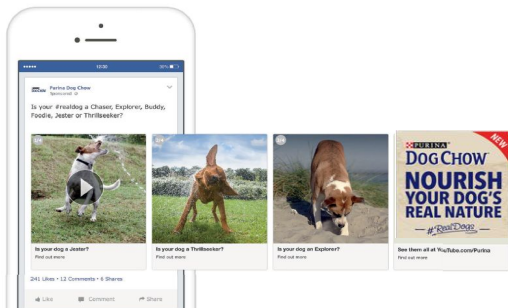 10:00
80%
Purina Dog Chow
Sponsored
Is your #realdog a Chaser, Explorer, Buddy,
Foodie, Jester or Thrillseeker?
Is your dog a Jester?
Find out more
Is your dog a Thrillseeker?
Find out more
Is your dog an Explorer?
Find out more
NEW
PURINA
DOG CHOW
NOURISH
YOUR DOG'S
REAL NATURE
#RealDogs
See them all at YouTube.com/Purina
Find out more
241 Likes • 12 Comments • 6 Shares
Like
Comment
Share